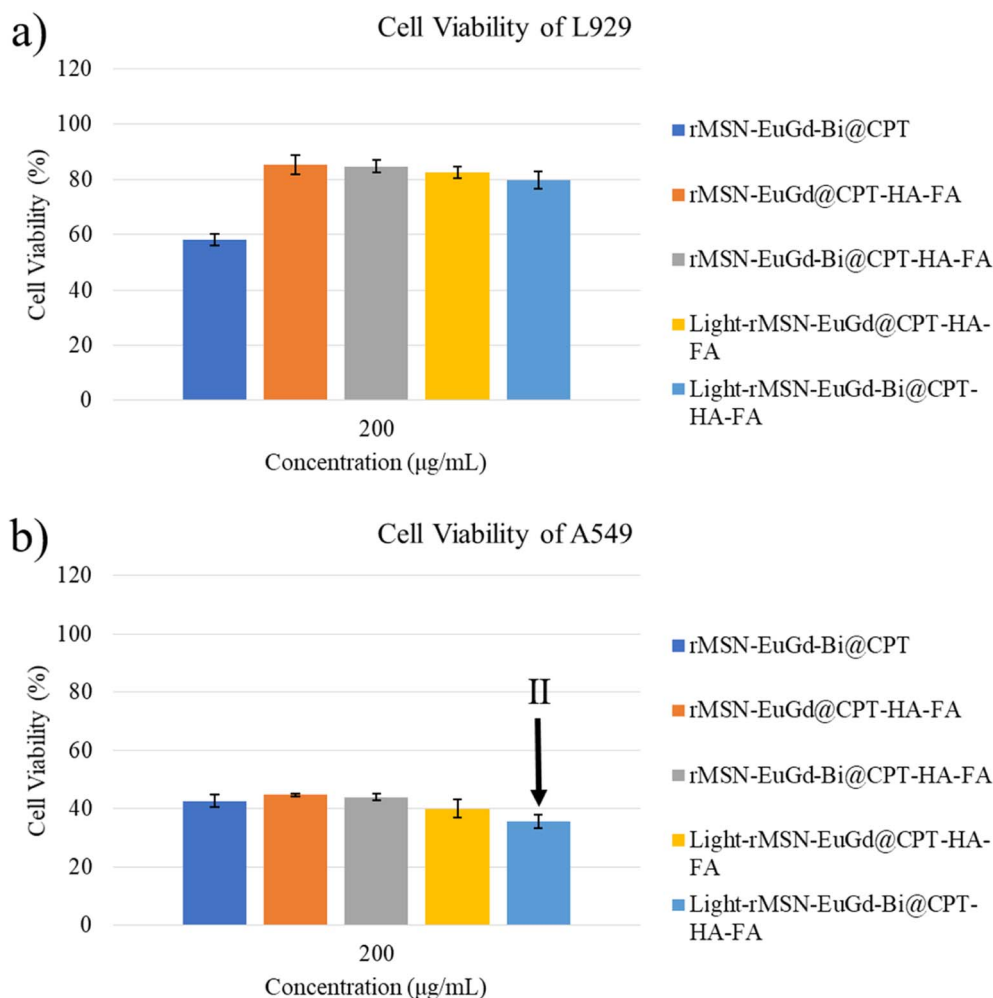 a)
Cell Viability of L929
120
100
80
60
40
20
0
Cell Viability (%)
200
Concentration (μg/mL)
rMSN-EuGd-Bi@CPT
rMSN-EuGd@CPT-HA-FA
rMSN-EuGd-Bi@CPT-HA-FA
Light-rMSN-EuGd@CPT-HA-
FA
Light-rMSN-EuGd-Bi@CPT-
HA-FA
b)
Cell Viability of A549
120
100
80
60
40
20
0
Cell Viability (%)
II
200
Concentration (μg/mL)
rMSN-EuGd-Bi@CPT
rMSN-EuGd@CPT-HA-FA
rMSN-EuGd-Bi@CPT-HA-FA
Light-rMSN-EuGd@CPT-HA-
FA
Light-rMSN-EuGd-Bi@CPT-
HA-FA